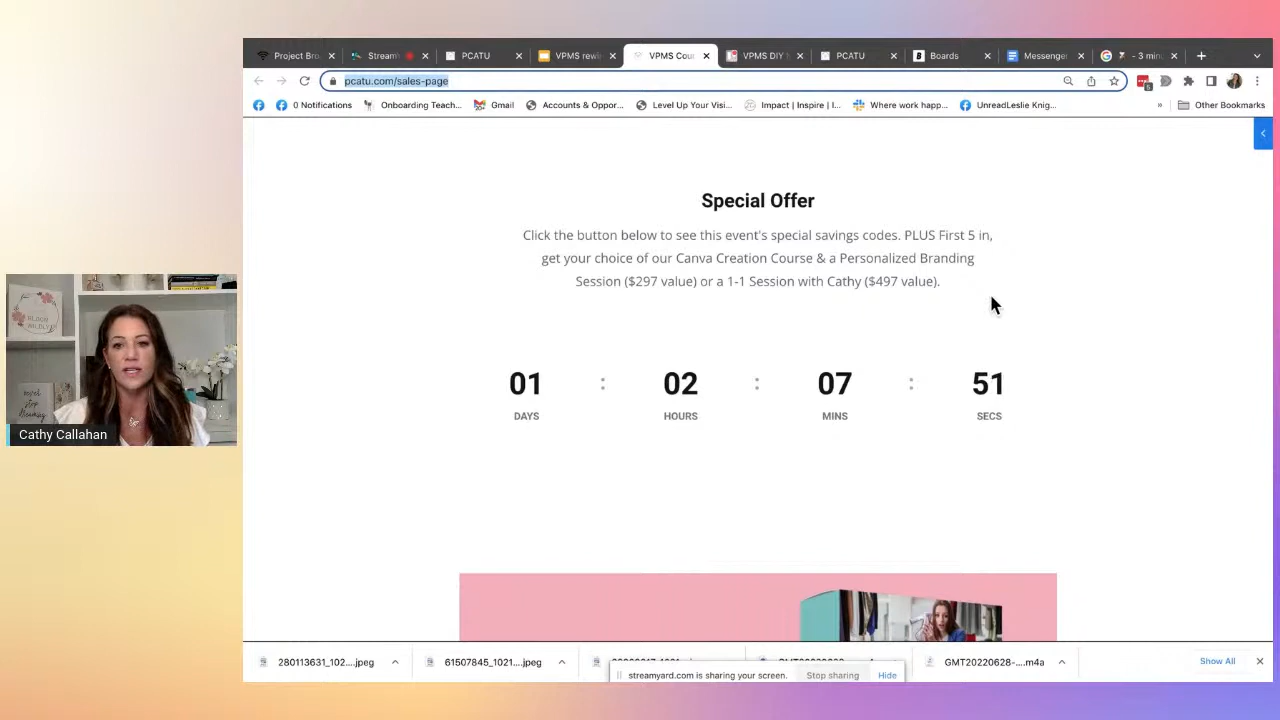 Project Bro
Stream
PCATU
VPMS rewi
VPMS Cour
VPMS DIY
PCATU
Boards
Messenger
- 3 min
pcatu.com/sales-page
0 Notifications
Onboarding Teach...
Gmail
Accounts & Oppor...
Level Up Your Visi...
Impact | Inspire | I...
Where work happ...
UnreadLeslie Knig...
»
Other Bookmarks
Special Offer
Click the button below to see this event's special savings codes. PLUS First 5 in,
get your choice of our Canva Creation Course & a Personalized Branding
Session ($297 value) or a 1-1 Session with Cathy ($497 value).
01 : 02 : 07 : 51
DAYS HOURS MINS SECS
Cathy Callahan
280113631_102....jpeg
61507845_1021....jpeg
GMT20220628-....m4a
Show All
streamyard.com is sharing your screen.
Stop sharing
Hide